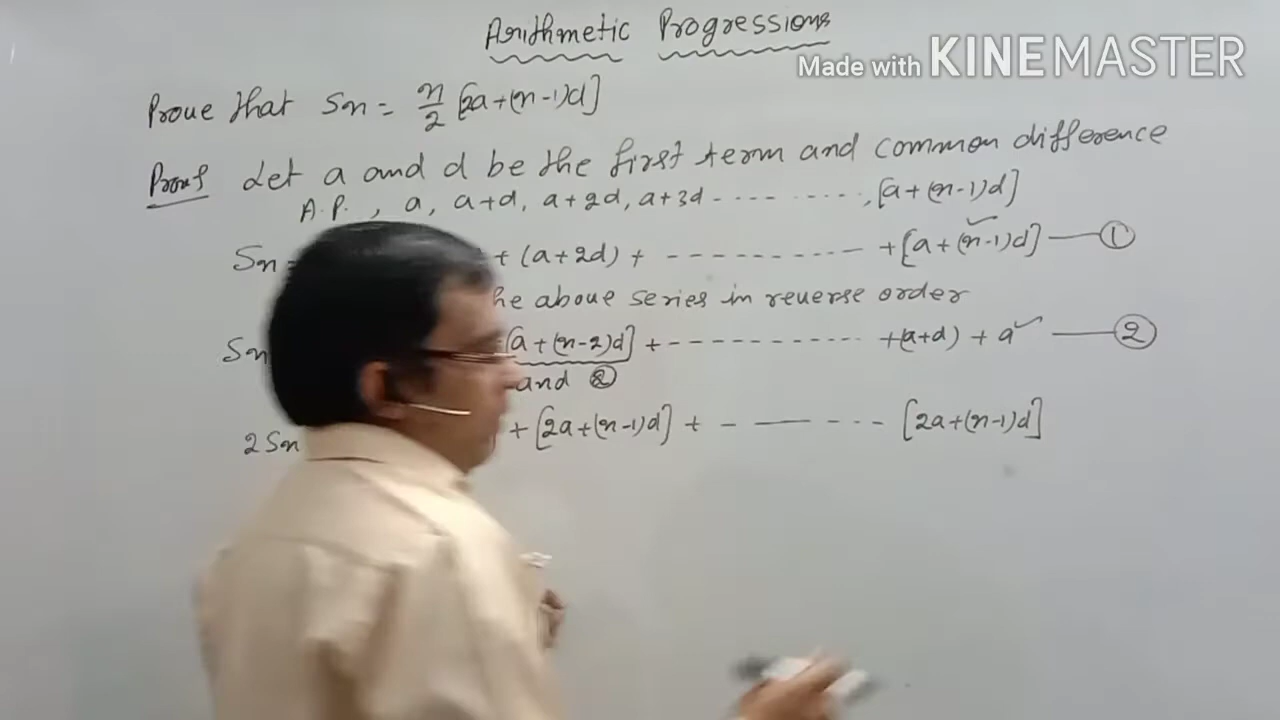 Arithmetic Progressions
Made with KINEMASTER
Prove that Sn = n/2 [2a+(n-1)d]
Proof Let a and d be the first term and common difference
A.P. , a, a+d, a+2d, a+3d - - - - - - - - - , [a+(n-1)d]
Sn = + (a+2d) + - - - - - - - - - - - + [a+(n-1)d] — ①
above series in reverse order
Sn [a+(n-2)d] + - - - - - - - - - - - +(a+d) + a — ②
and ②
2Sn + [2a+(n-1)d] + - — - - - [2a+(n-1)d]